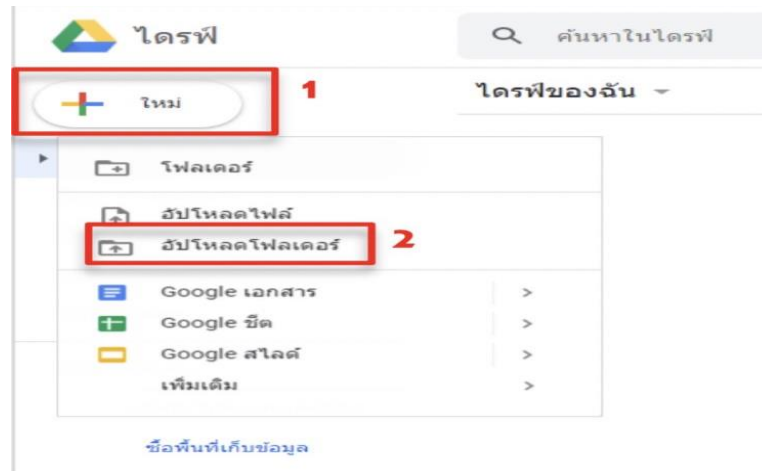 ไดรฟ์
ค้นหาในไดรฟ์
ใหม่
1
ไดรฟ์ของฉัน
โฟลเดอร์
อัปโหลดไฟล์
อัปโหลดโฟลเดอร์
2
Google เอกสาร
Google ชีต
Google สไลด์
เพิ่มเติม
ซื้อพื้นที่เก็บข้อมูล